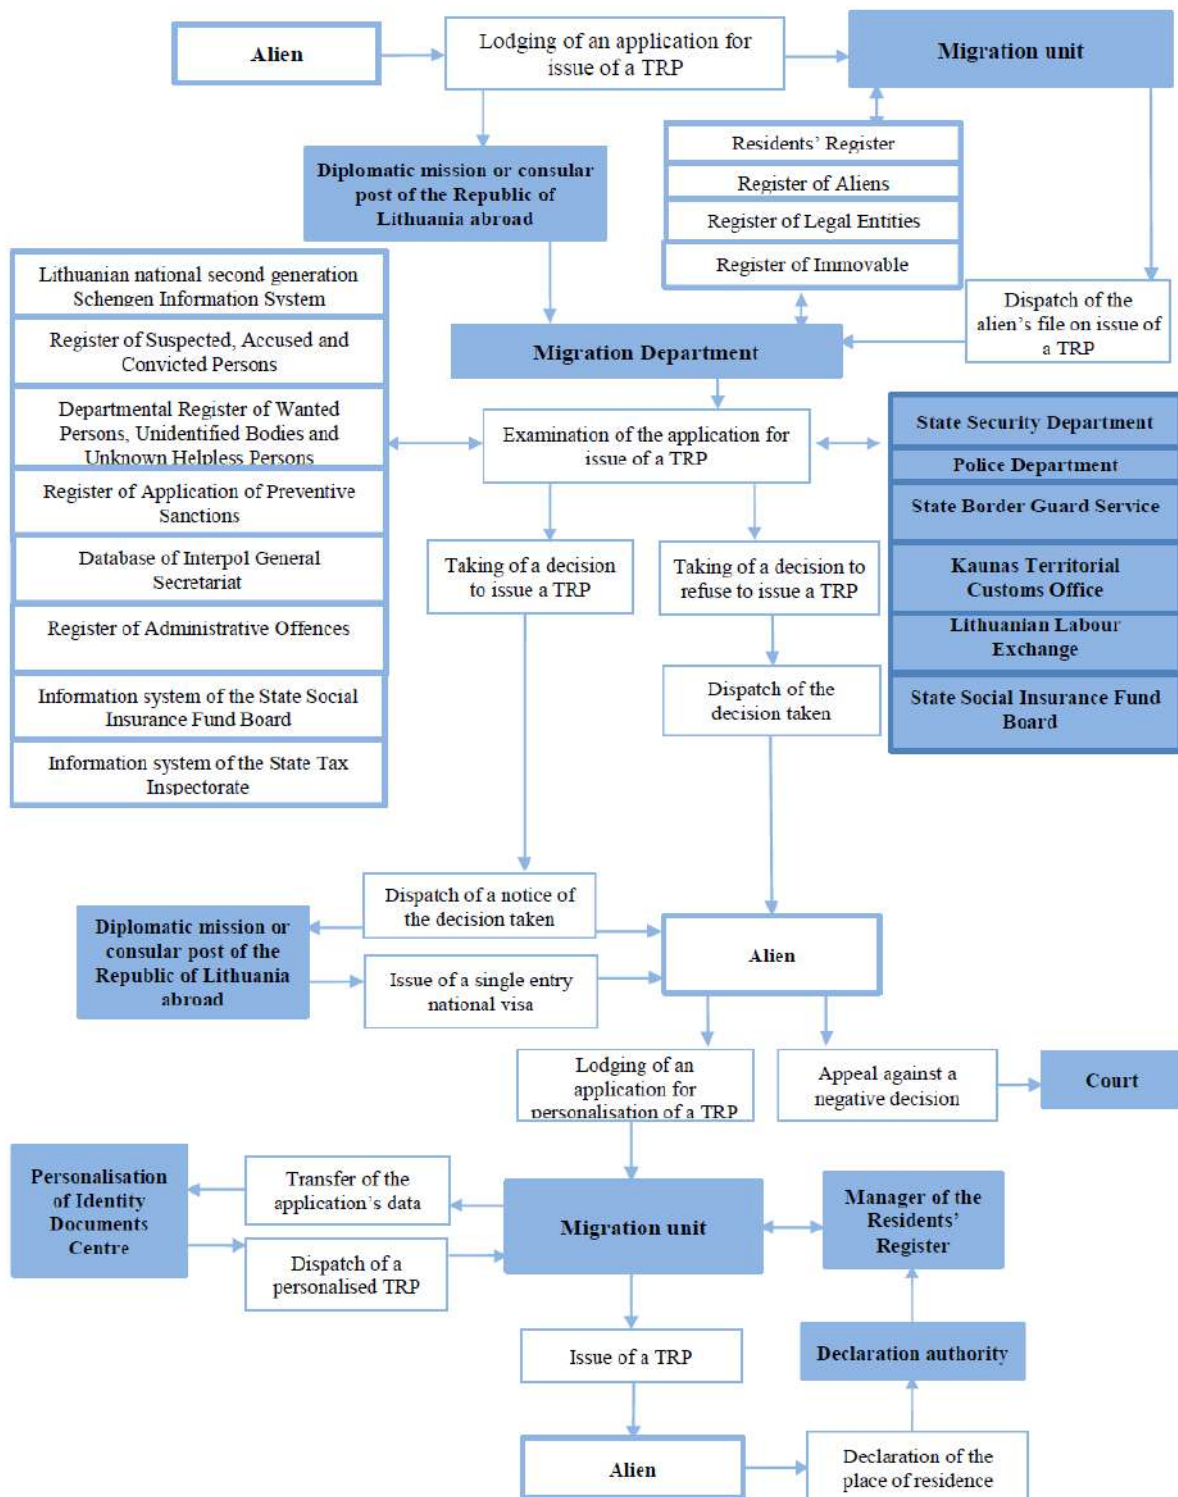 Alien
Lodging of an application for
issue of a TRP
Migration unit
Diplomatic mission or consular
post of the Republic of
Lithuania abroad
Residents' Register
Register of Aliens
Register of Legal Entities
Register of Immovable
Lithuanian national second generation
Schengen Information System
Register of Suspected, Accused and
Convicted Persons
Departmental Register of Wanted
Persons, Unidentified Bodies and
Unknown Helpless Persons
Register of Application of Preventive
Sanctions
Database of Interpol General
Secretariat
Register of Administrative Offences
Information system of the State Social
Insurance Fund Board
Information system of the State Tax
Inspectorate
Migration Department
Dispatch of the
alien's file on issue of
a TRP
Examination of the application for
issue of a TRP
State Security Department
Police Department
State Border Guard Service
Kaunas Territorial
Customs Office
Lithuanian Labour
Exchange
State Social Insurance Fund
Board
Taking of a decision
to issue a TRP
Taking of a decision to
refuse to issue a TRP
Dispatch of the
decision taken
Dispatch of a notice of
the decision taken
Diplomatic mission or
consular post of the
Republic of Lithuania
abroad
Issue of a single entry
national visa
Alien
Lodging of an
application for
personalisation of a TRP
Appeal against a
negative decision
Court
Personalisation
of Identity
Documents
Centre
Transfer of the
application's data
Dispatch of a
personalised TRP
Migration unit
Manager of the
Residents'
Register
Issue of a TRP
Declaration authority
Alien
Declaration of the
place of residence